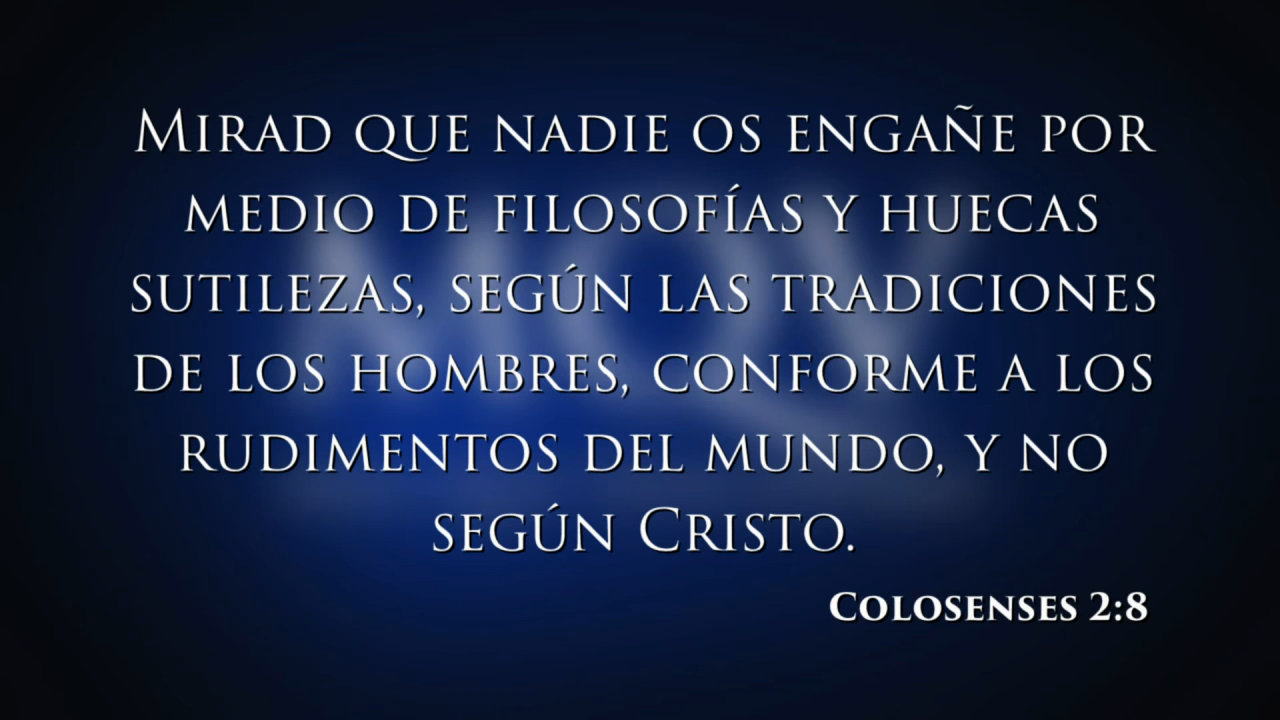 Mirad que nadie os engañe por
medio de filosofías y huecas
sutilezas, según las tradiciones
de los hombres, conforme a los
rudimentos del mundo, y no
según Cristo.
Colosenses 2:8